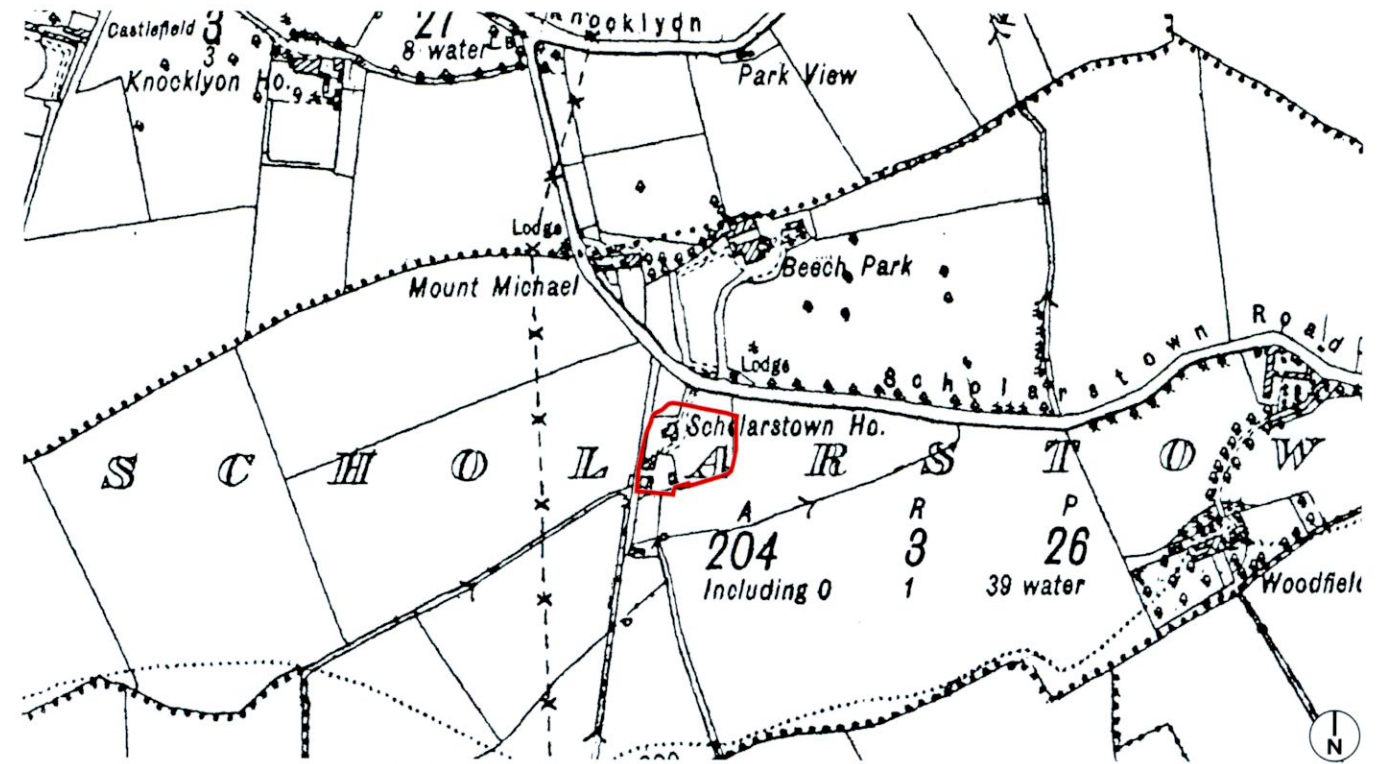 Castlefield 3
3
Knocklyon Ho.
27
8 water
L.B.
Knocklyon
Park View
Lodge
Mount Michael
Beech Park
Lodge
Scholarstown Road
Scholarstown Ho.
SCHOLARSTOW
A R P
204 3 26
Including 0 1 39 water
Woodfield
N